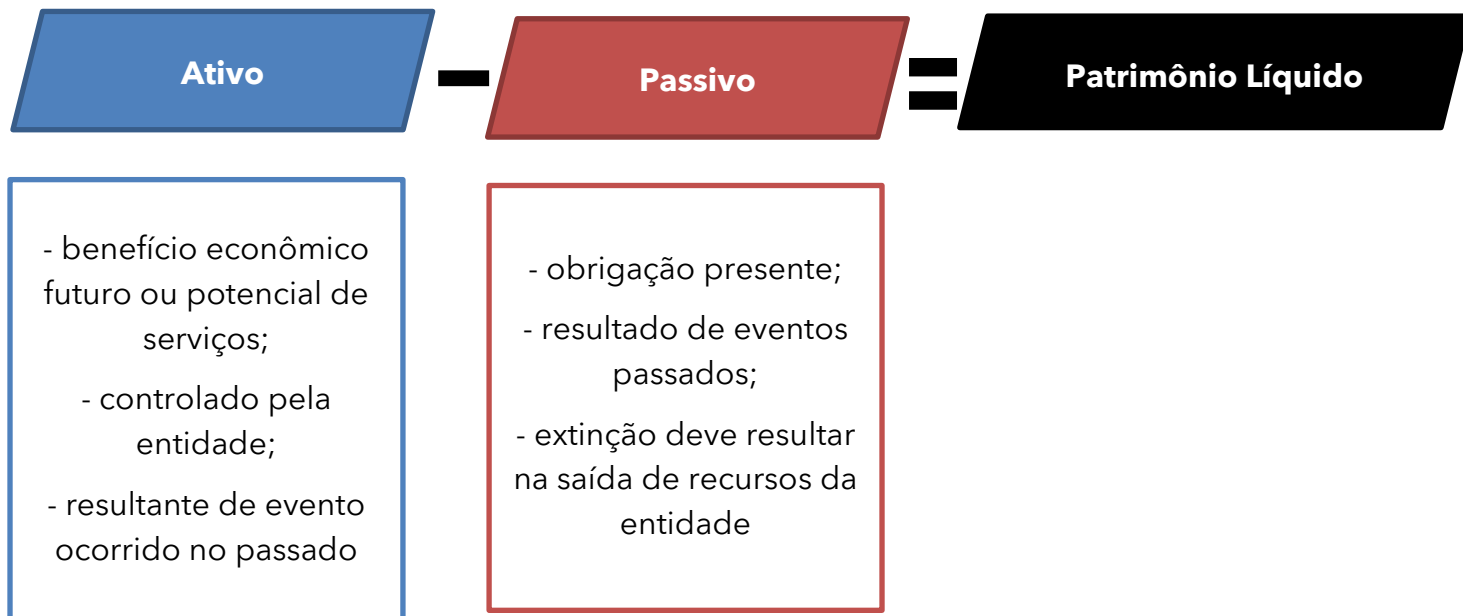 Ativo
Passivo
Patrimônio Líquido
- benefício econômico
futuro ou potencial de
serviços;
- controlado pela
entidade;
- resultante de evento
ocorrido no passado
- obrigação presente;
- resultado de eventos
passados;
- extinção deve resultar
na saída de recursos da
entidade